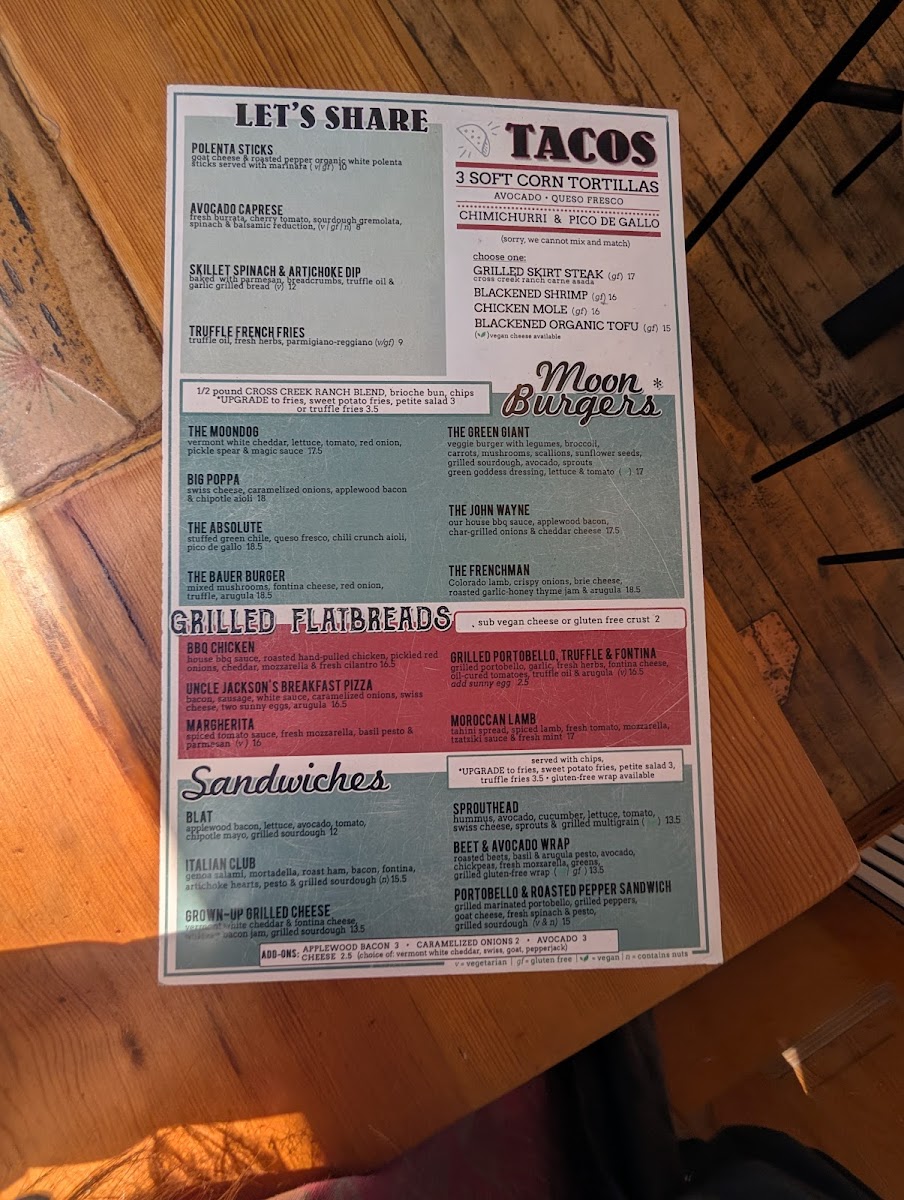 LET'S SHARE
POLENTA STICKS
goat cheese & roasted pepper organic white polenta
sticks served with marinara (v/gf) 10
AVOCADO CAPRESE
fresh burrata, cherry tomato, sourdough gremolata,
spinach & balsamic reduction, (v | gf | n) 8
SKILLET SPINACH & ARTICHOKE DIP
baked with parmesan, breadcrumbs, truffle oil &
garlic grilled bread (v) 12
TRUFFLE FRENCH FRIES
truffle oil, fresh herbs, parmigiano-reggiano (v/gf) 9
TACOS
3 SOFT CORN TORTILLAS
AVOCADO • QUESO FRESCO
CHIMICHURRI & PICO DE GALLO
(sorry, we cannot mix and match)
choose one:
GRILLED SKIRT STEAK (gf) 17
cross creek ranch carne asada
BLACKENED SHRIMP (gf) 16
CHICKEN MOLE (gf) 16
BLACKENED ORGANIC TOFU (gf) 15
( ) vegan cheese available
Moon *
Burgers
1/2 pound CROSS CREEK RANCH BLEND, brioche bun, chips
*UPGRADE to fries, sweet potato fries, petite salad 3
or truffle fries 3.5
THE MOONDOG
vermont white cheddar, lettuce, tomato, red onion,
pickle spear & magic sauce 17.5
BIG POPPA
swiss cheese, caramelized onions, applewood bacon
& chipotle aioli 18
THE ABSOLUTE
stuffed green chile, queso fresco, chili crunch aioli,
pico de gallo 18.5
THE BAUER BURGER
mixed mushrooms, fontina cheese, red onion,
truffle, arugula 18.5
THE GREEN GIANT
veggie burger with legumes, broccoli,
carrots, mushrooms, scallions, sunflower seeds,
grilled sourdough, avocado, sprouts
green goddess dressing, lettuce & tomato ( ) 17
THE JOHN WAYNE
our house bbq sauce, applewood bacon,
char-grilled onions & cheddar cheese 17.5
THE FRENCHMAN
Colorado lamb, crispy onions, brie cheese,
roasted garlic-honey thyme jam & arugula 18.5
GRILLED FLATBREADS
, sub vegan cheese or gluten free crust 2
BBQ CHICKEN
house bbq sauce, roasted hand-pulled chicken, pickled red
onions, cheddar, mozzarella & fresh cilantro 16.5
UNCLE JACKSON'S BREAKFAST PIZZA
bacon, sausage, white sauce, caramelized onions, swiss
cheese, two sunny eggs, arugula 16.5
MARGHERITA
spiced tomato sauce, fresh mozzarella, basil pesto &
parmesan (v) 16
GRILLED PORTOBELLO, TRUFFLE & FONTINA
grilled portobello, garlic, fresh herbs, fontina cheese,
oil-cured tomatoes, truffle oil & arugula (v) 16.5
add sunny egg 2.5
MOROCCAN LAMB
tahini spread, spiced lamb, fresh tomato, mozzarella,
tzatziki sauce & fresh mint 17
Sandwiches
served with chips,
*UPGRADE to fries, sweet potato fries, petite salad 3,
truffle fries 3.5 • gluten-free wrap available
BLAT
applewood bacon, lettuce, avocado, tomato,
chipotle mayo, grilled sourdough 12
ITALIAN CLUB
genoa salami, mortadella, roast ham, bacon, fontina,
artichoke hearts, pesto & grilled sourdough (n) 15.5
GROWN-UP GRILLED CHEESE
vermont white cheddar & fontina cheese,
bacon jam, grilled sourdough 13.5
SPROUTHEAD
hummus, avocado, cucumber, lettuce, tomato,
swiss cheese, sprouts & grilled multigrain ( ) 13.5
BEET & AVOCADO WRAP
roasted beets, basil & arugula pesto, avocado,
chickpeas, fresh mozzarella, greens,
grilled gluten-free wrap ( gf ) 13.5
PORTOBELLO & ROASTED PEPPER SANDWICH
grilled marinated portobello, grilled peppers,
goat cheese, fresh spinach & pesto,
grilled sourdough (v & n) 15
ADD-ONS: APPLEWOOD BACON 3 • CARAMELIZED ONIONS 2 • AVOCADO 3
CHEESE 2.5 (choice of: vermont white cheddar, swiss, goat, pepperjack)
v = vegetarian | gf = gluten free | = vegan | n = contains nuts